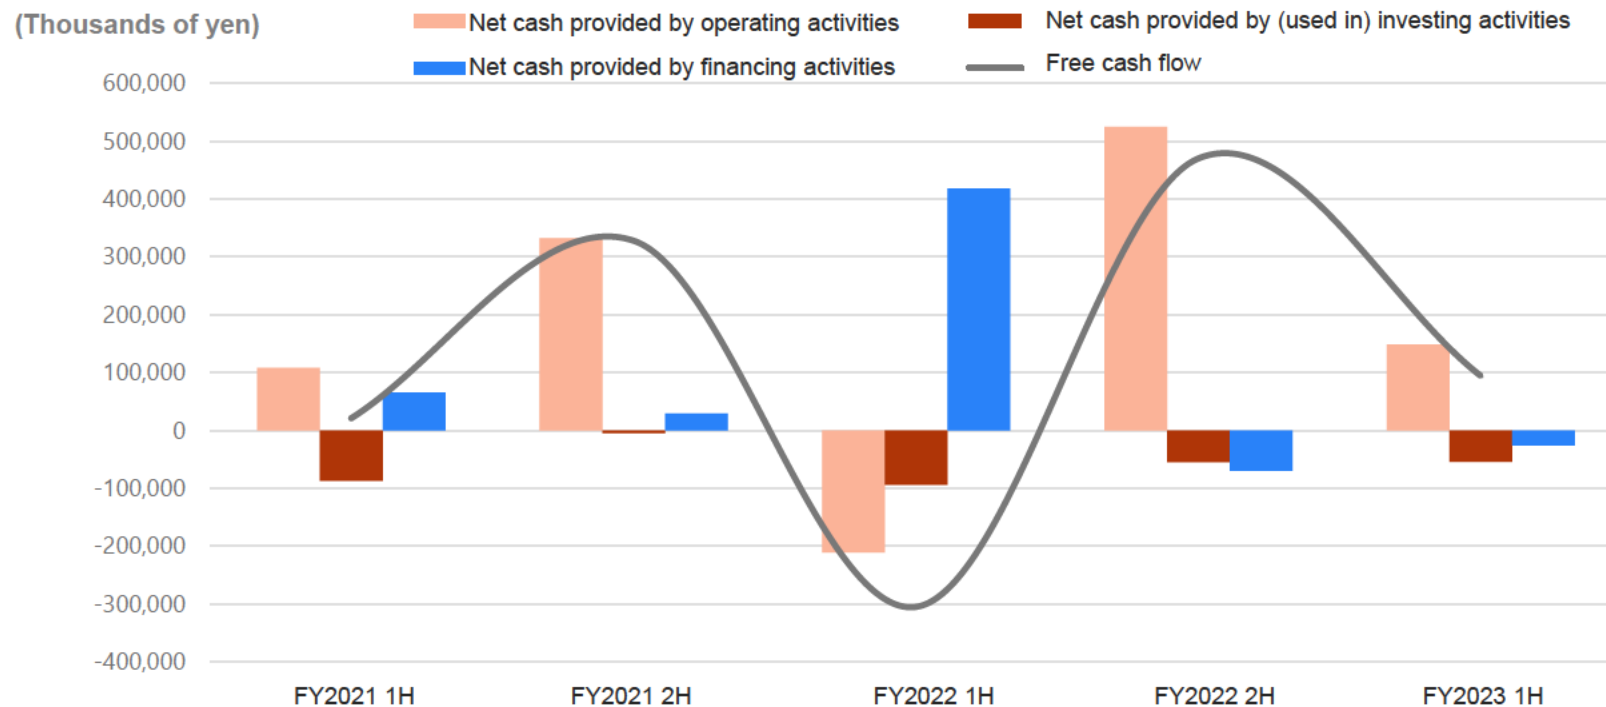 (Thousands of yen)
Net cash provided by operating activities
Net cash provided by (used in) investing activities
Net cash provided by financing activities
Free cash flow
600,000
500,000
400,000
300,000
200,000
100,000
0
-100,000
-200,000
-300,000
-400,000
FY2021 1H
FY2021 2H
FY2022 1H
FY2022 2H
FY2023 1H